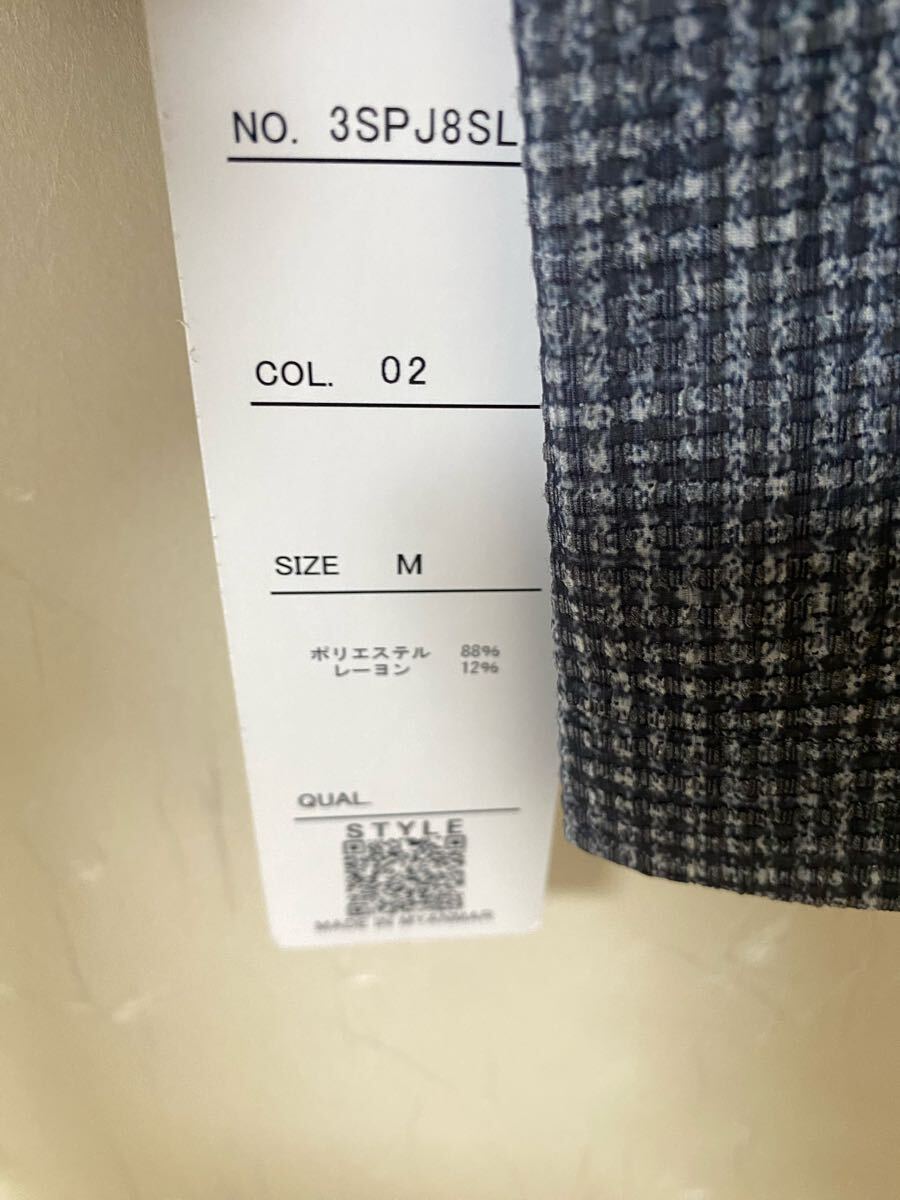 NO. 3SPJ8SL
COL. 02
SIZE M
ポリエステル 88%
レーヨン 12%
QUAL.
STYLE
MADE IN MYANMAR